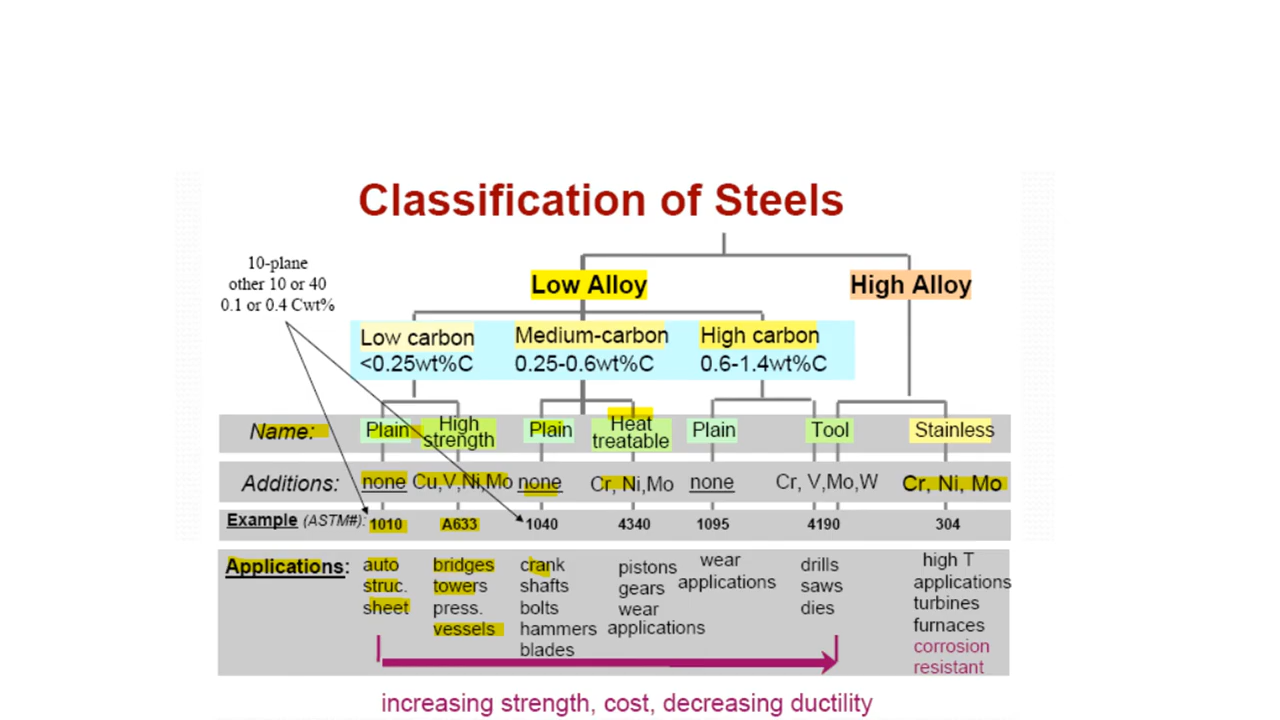 Classification of Steels
10-plane
other 10 or 40
0.1 or 0.4 Cwt%
Low Alloy
High Alloy
Low carbon
<0.25wt%C
Medium-carbon
0.25-0.6wt%C
High carbon
0.6-1.4wt%C
Name:
Plain
High
strength
Plain
Heat
treatable
Plain
Tool
Stainless
Additions:
none
Cu,V,Ni,Mo
none
Cr, Ni,Mo
none
Cr, V,Mo,W
Cr, Ni, Mo
Example (ASTM#):
1010
A633
1040
4340
1095
4190
304
Applications:
auto
struc.
sheet
bridges
towers
press.
vessels
crank
shafts
bolts
hammers
blades
pistons
gears
wear
applications
wear
applications
drills
saws
dies
high T
applications
turbines
furnaces
corrosion
resistant
increasing strength, cost, decreasing ductility